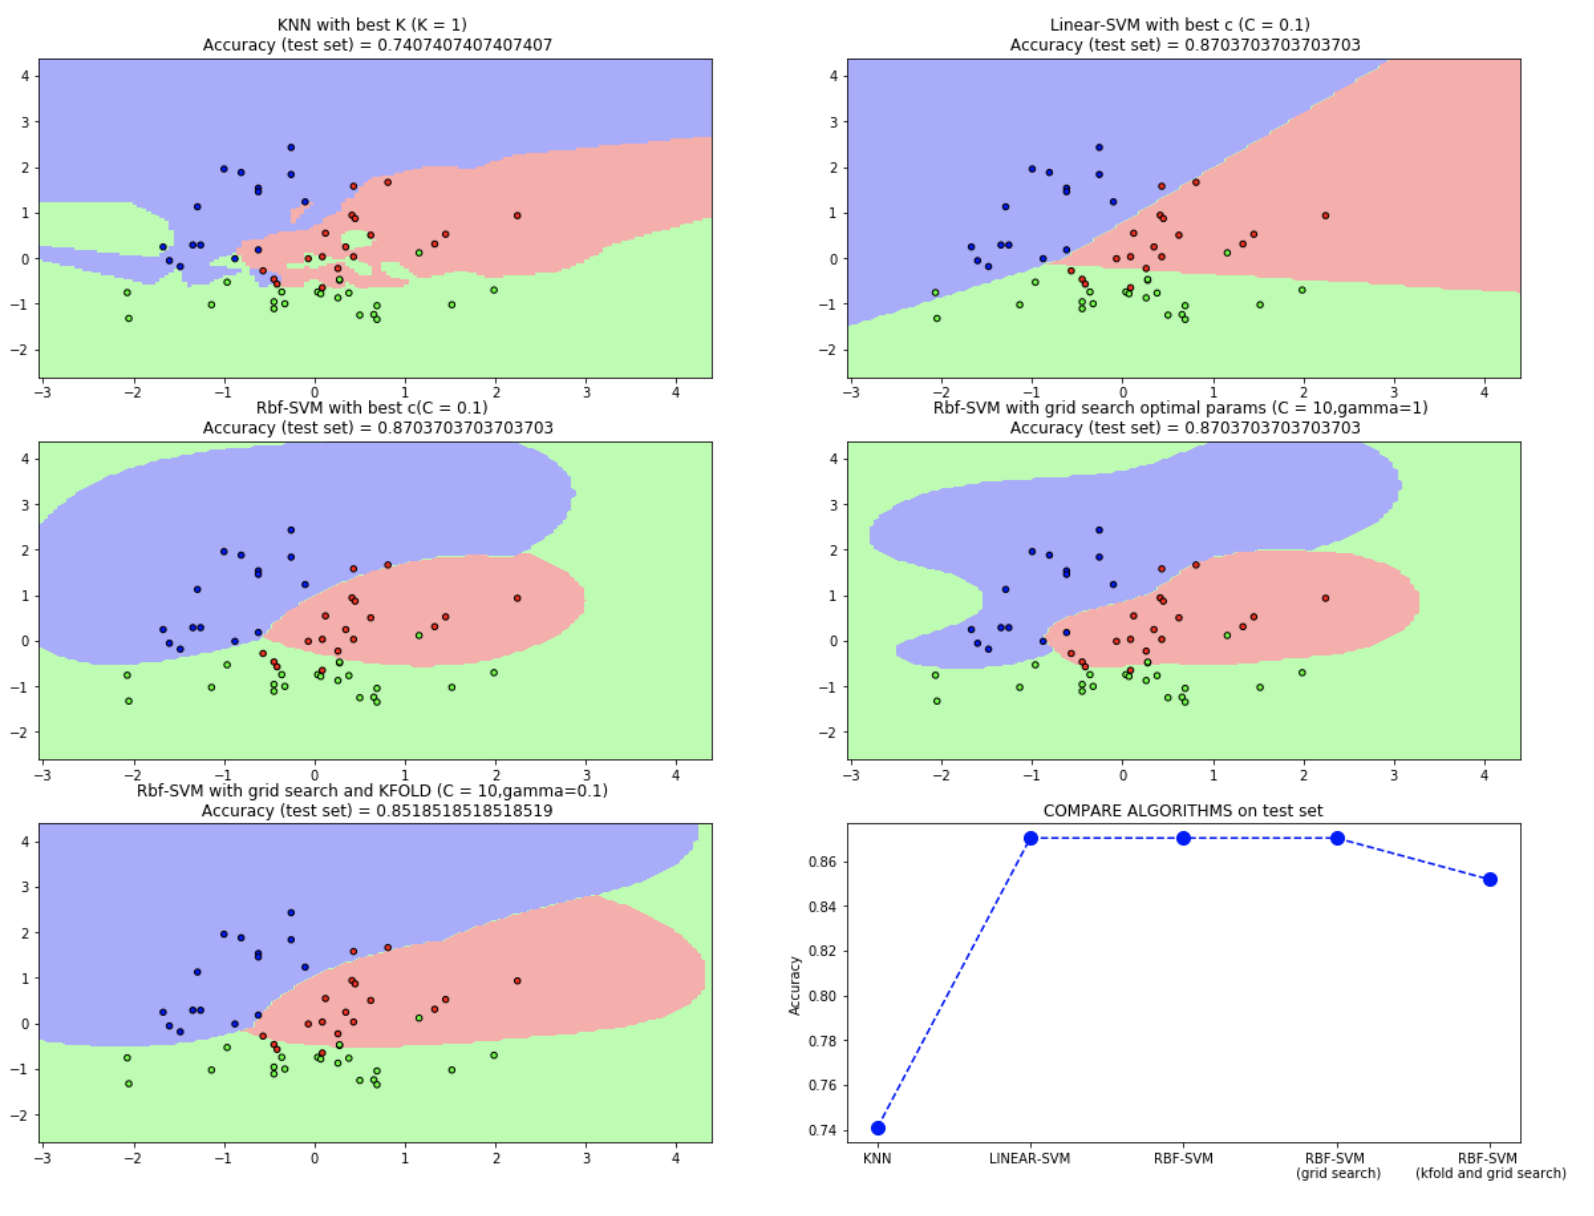 KNN with best K (K = 1)
Accuracy (test set) = 0.7407407407407407
4
3
2
1
0
−1
−2
−3 −2 −1 0 1 2 3 4
Linear-SVM with best c (C = 0.1)
Accuracy (test set) = 0.8703703703703703
4
3
2
1
0
−1
−2
−3 −2 −1 0 1 2 3 4
Rbf-SVM with best c(C = 0.1)
Accuracy (test set) = 0.8703703703703703
4
3
2
1
0
−1
−2
−3 −2 −1 0 1 2 3 4
Rbf-SVM with grid search optimal params (C = 10,gamma=1)
Accuracy (test set) = 0.8703703703703703
4
3
2
1
0
−1
−2
−3 −2 −1 0 1 2 3 4
Rbf-SVM with grid search and KFOLD (C = 10,gamma=0.1)
Accuracy (test set) = 0.8518518518518519
4
3
2
1
0
−1
−2
−3 −2 −1 0 1 2 3 4
COMPARE ALGORITHMS on test set
Accuracy
0.86
0.84
0.82
0.80
0.78
0.76
0.74
KNN LINEAR-SVM RBF-SVM RBF-SVM RBF-SVM
(grid search) (kfold and grid search)